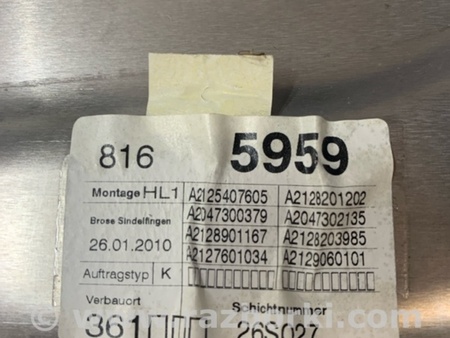 816 5959
Montage HL1 A2125407605 A2128201202
Brose Sindelfingen A2047300379 A2047302135
26.01.2010 A2128901167 A2128203985
A2127601034 A2129060101
Auftragstyp K
Verbauort Schichtnummer
361 26S027